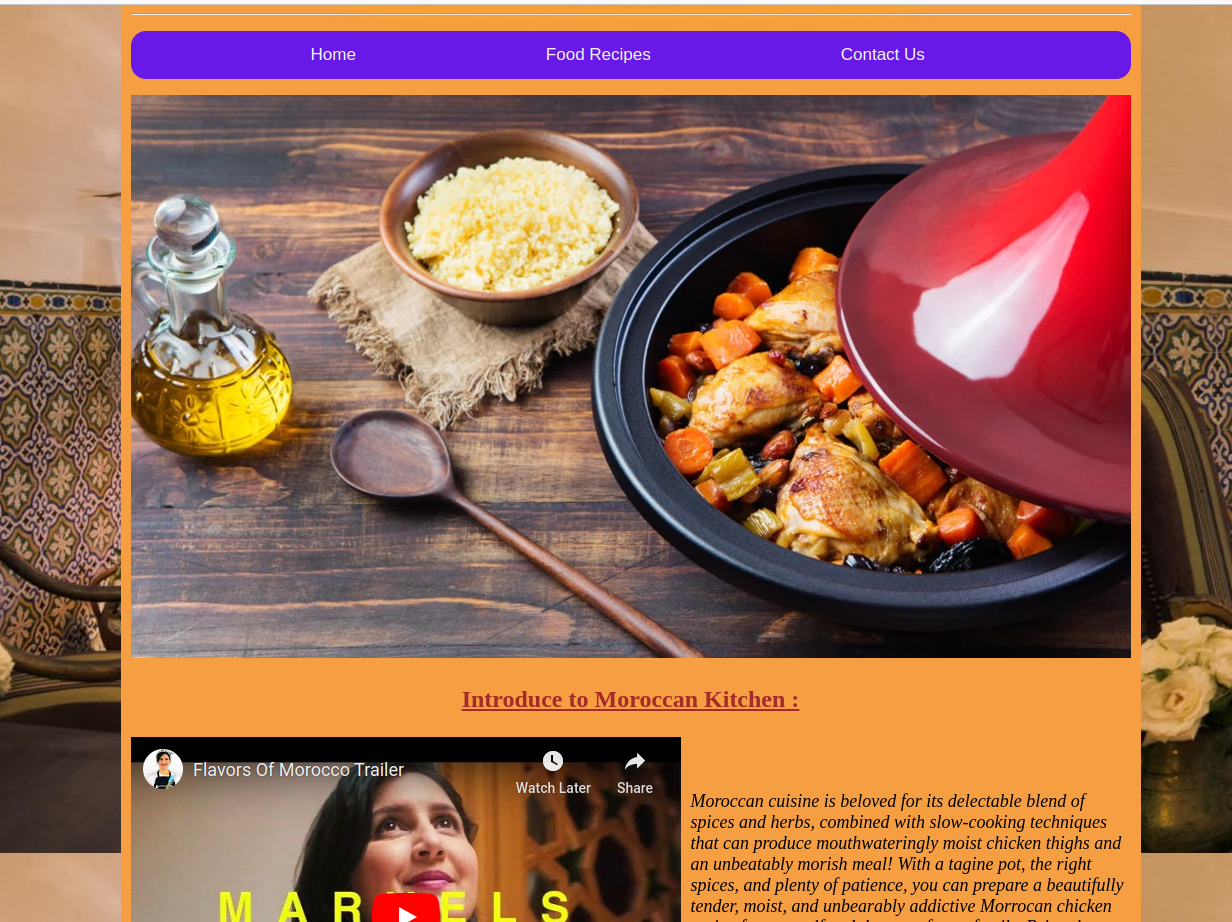 Home Food Recipes Contact Us
Introduce to Moroccan Kitchen :
Flavors Of Morocco Trailer
Watch Later Share
MARVELS
Moroccan cuisine is beloved for its delectable blend of
spices and herbs, combined with slow-cooking techniques
that can produce mouthwateringly moist chicken thighs and
an unbeatably morish meal! With a tagine pot, the right
spices, and plenty of patience, you can prepare a beautifully
tender, moist, and unbearably addictive Morrocan chicken